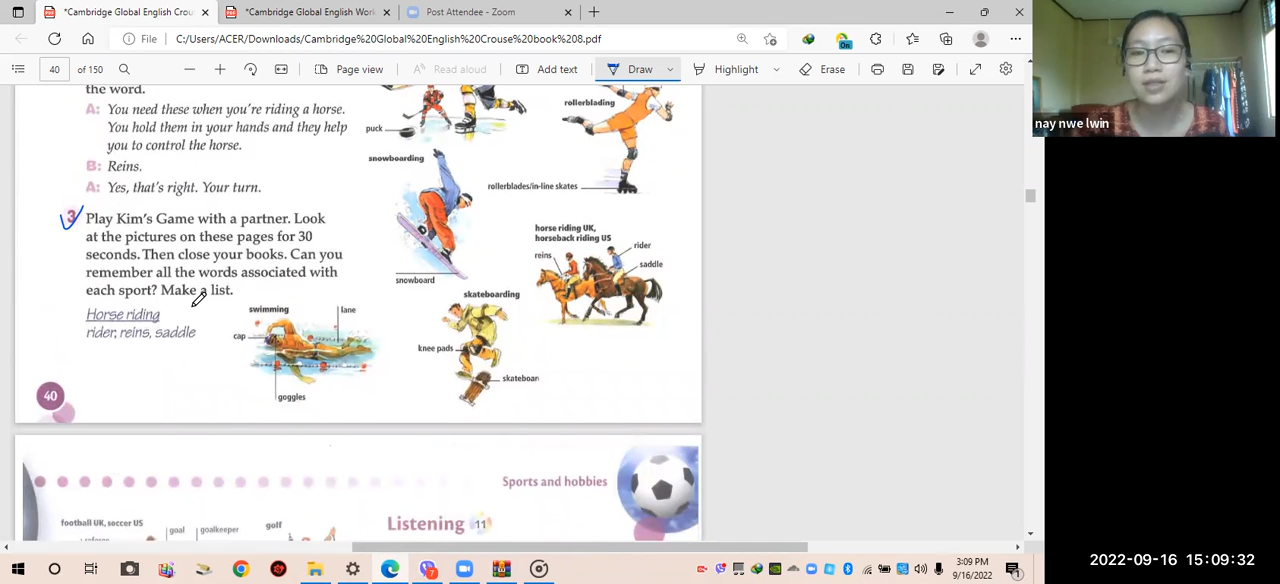 *Cambridge Global English Crou
*Cambridge Global English Work
Post Attendee - Zoom
File
C:/Users/ACER/Downloads/Cambridge%20Global%20English%20Crouse%20book%208.pdf
On
40
of 150
Page view
Read aloud
Add text
Draw
Highlight
Erase
nay nwe lwin
the word.
A: You need these when you're riding a horse.
You hold them in your hands and they help
you to control the horse.
B: Reins.
A: Yes, that's right. Your turn.
3 Play Kim's Game with a partner. Look
at the pictures on these pages for 30
seconds. Then close your books. Can you
remember all the words associated with
each sport? Make a list.
Horse riding
rider, reins, saddle
puck
rollerblading
snowboarding
rollerblades/in-line skates
horse riding UK,
horseback riding US
rider
reins
saddle
snowboard
skateboarding
swimming
lane
cap
knee pads
skateboar
goggles
40
Sports and hobbies
football UK, soccer US
goal
goalkeeper
golf
Listening 11
7
3:09 PM
9/16/2022
1
2022-09-16 15:09:32